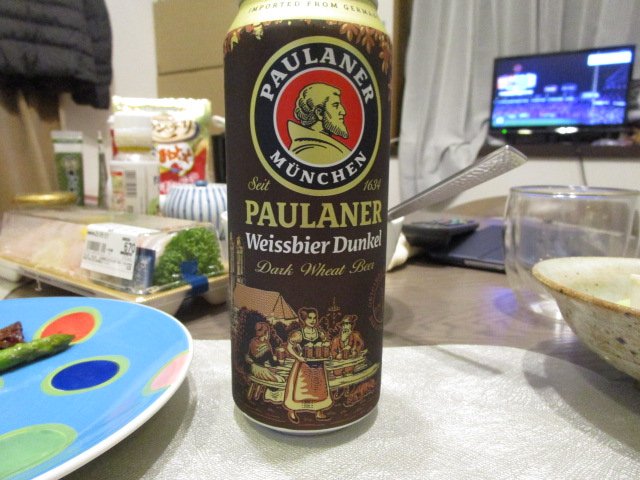 IMPORTED FROM GERMANY
PAULANER
MÜNCHEN
Seit 1634
PAULANER
Weissbier Dunkel
Dark Wheat Beer